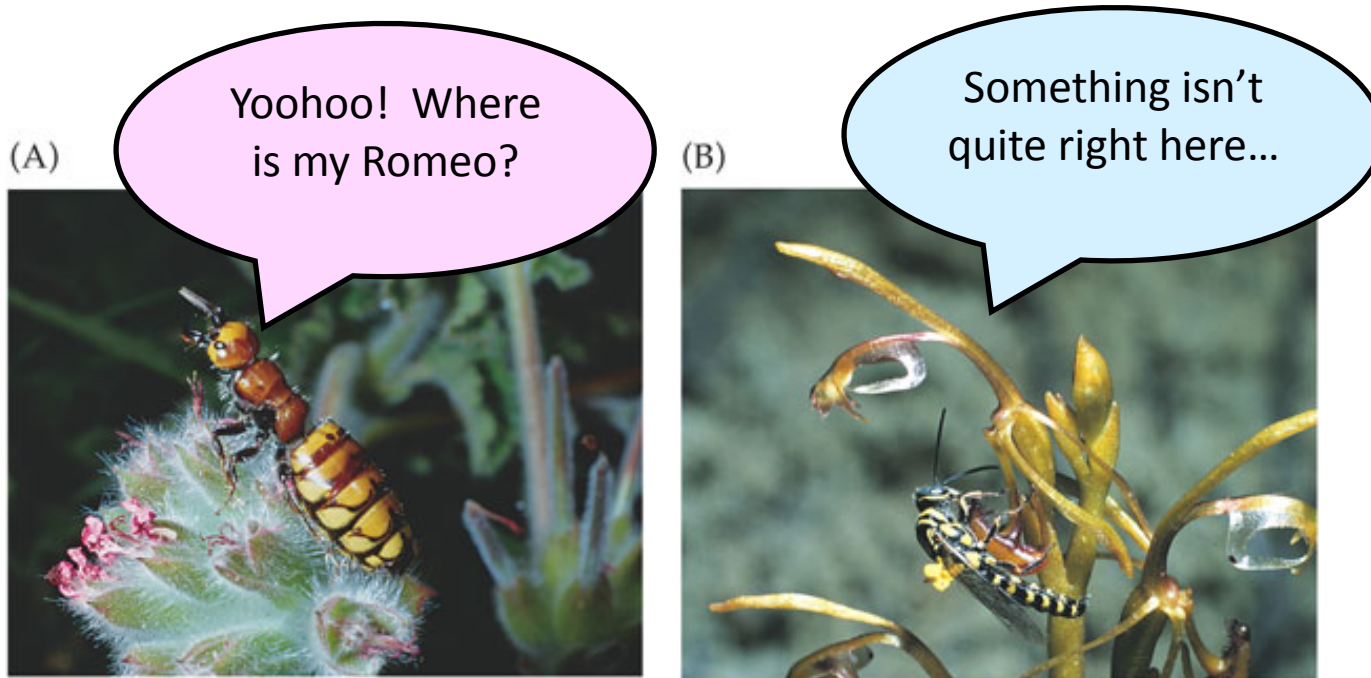 Yoohoo! Where
is my Romeo?
Something isn’t
quite right here…
(A)
(B)